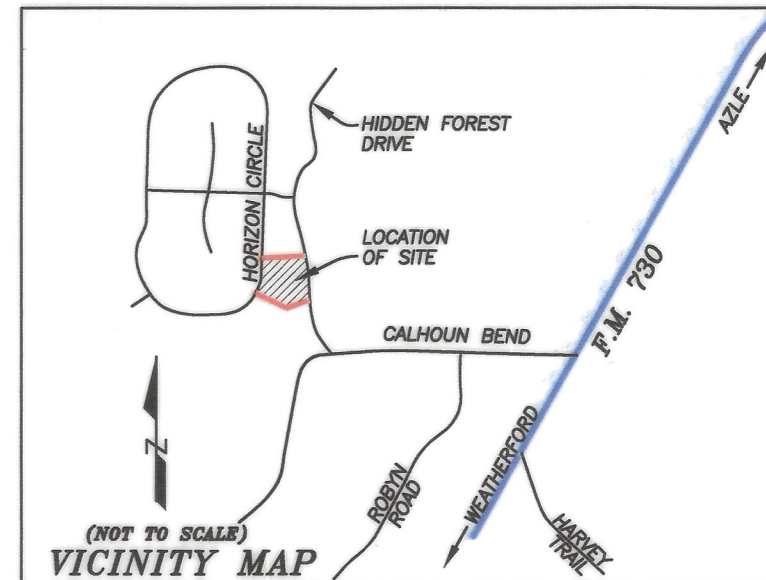 AZLE
HIDDEN FOREST
DRIVE
HORIZON CIRCLE
LOCATION
OF SITE
F.M. 730
CALHOUN BEND
WEATHERFORD
N
ROBYN
ROAD
HARVEY
TRAIL
(NOT TO SCALE)
VICINITY MAP